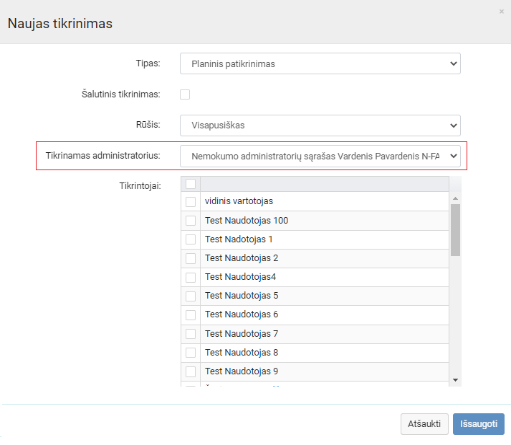 ×
Naujas tikrinimas
Tipas: Planinis patikrinimas
Šalutinis tikrinimas:
Rūšis: Visapusiškas
Tikrinamas administratorius: Nemokumo administratorių sąrašas Vardenis Pavardenis N-FA
Tikrintojai:
vidinis vartotojas
Test Naudotojas 100
Test Nadotojas 1
Test Naudotojas 2
Test Naudotojas4
Test Naudotojas 5
Test Naudotojas 6
Test Naudotojas 7
Test Naudotojas 8
Test Naudotojas 9
Atšaukti Išsaugoti